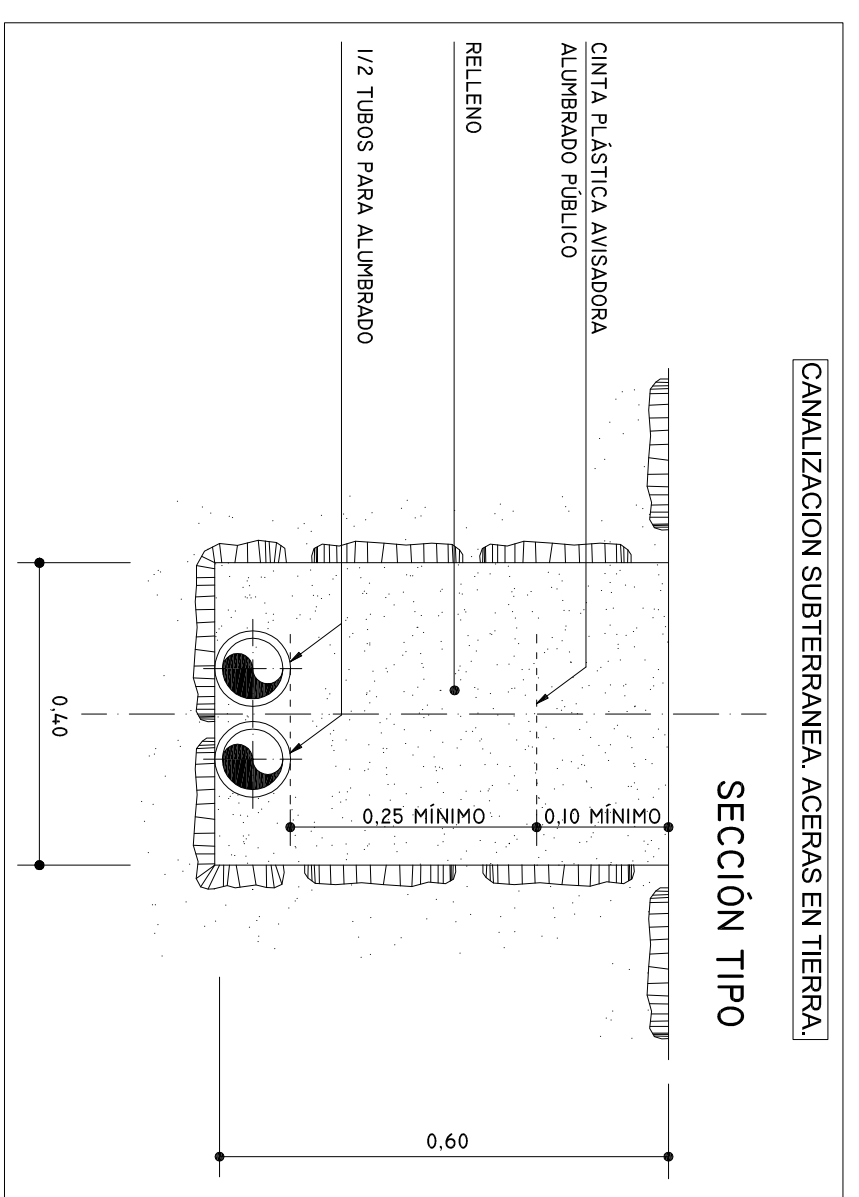 CANALIZACION SUBTERRANEA. ACERAS EN TIERRA.
SECCIÓN TIPO
CINTA PLÁSTICA AVISADORA
ALUMBRADO PÚBLICO
RELLENO
1/2 TUBOS PARA ALUMBRADO
0,10 MÍNIMO
0,25 MÍNIMO
0,60
0,40